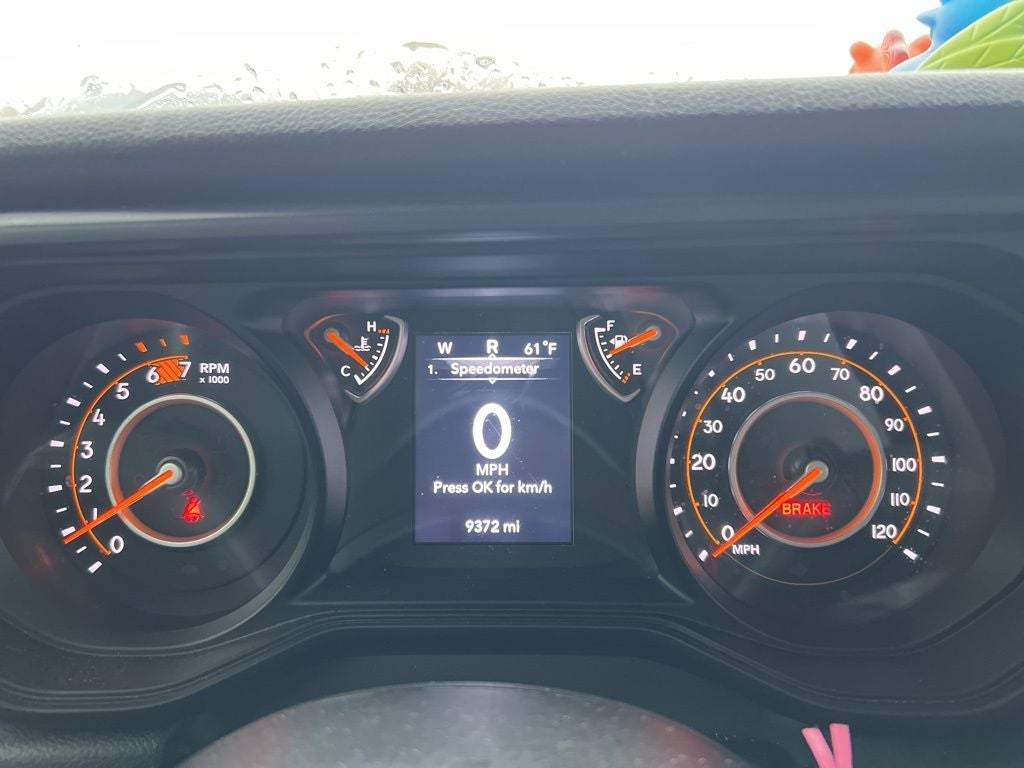 7
6
RPM
x 1000
5
4
3
2
1
0
H
C
W R 61°F
1. Speedometer
0
MPH
Press OK for km/h
9372 mi
F
E
60
50 70
40 80
30 90
20 100
10 110
0 120
MPH
BRAKE